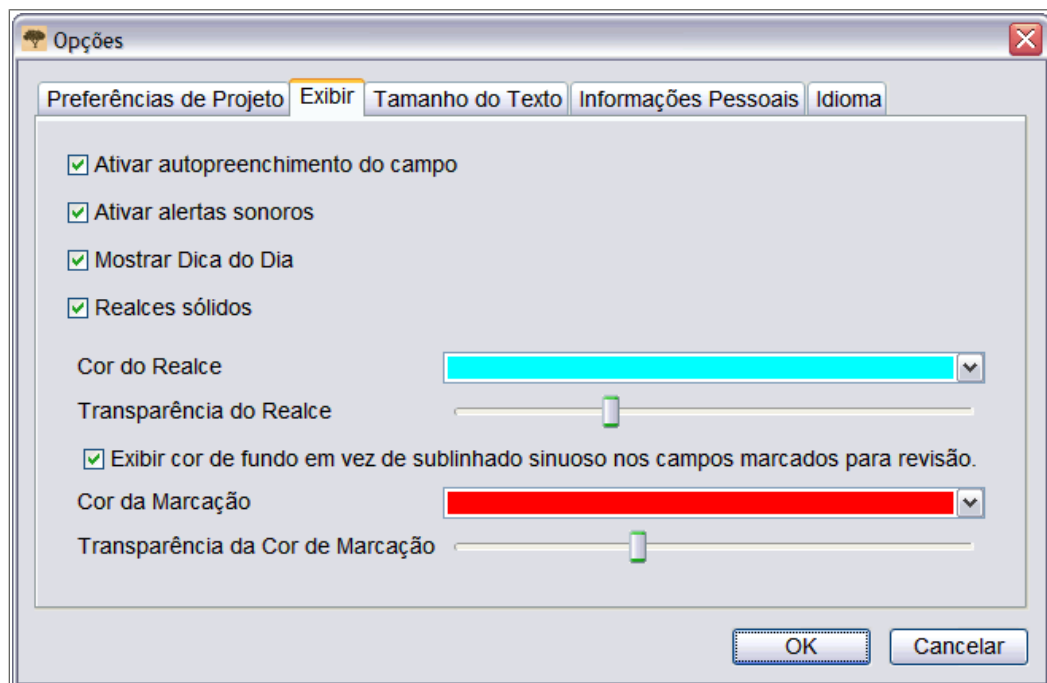 Opções
Preferências de Projeto Exibir Tamanho do Texto Informações Pessoais Idioma
Ativar autopreenchimento do campo
Ativar alertas sonoros
Mostrar Dica do Dia
Realces sólidos
Cor do Realce
Transparência do Realce
Exibir cor de fundo em vez de sublinhado sinuoso nos campos marcados para revisão.
Cor da Marcação
Transparência da Cor de Marcação
OK Cancelar